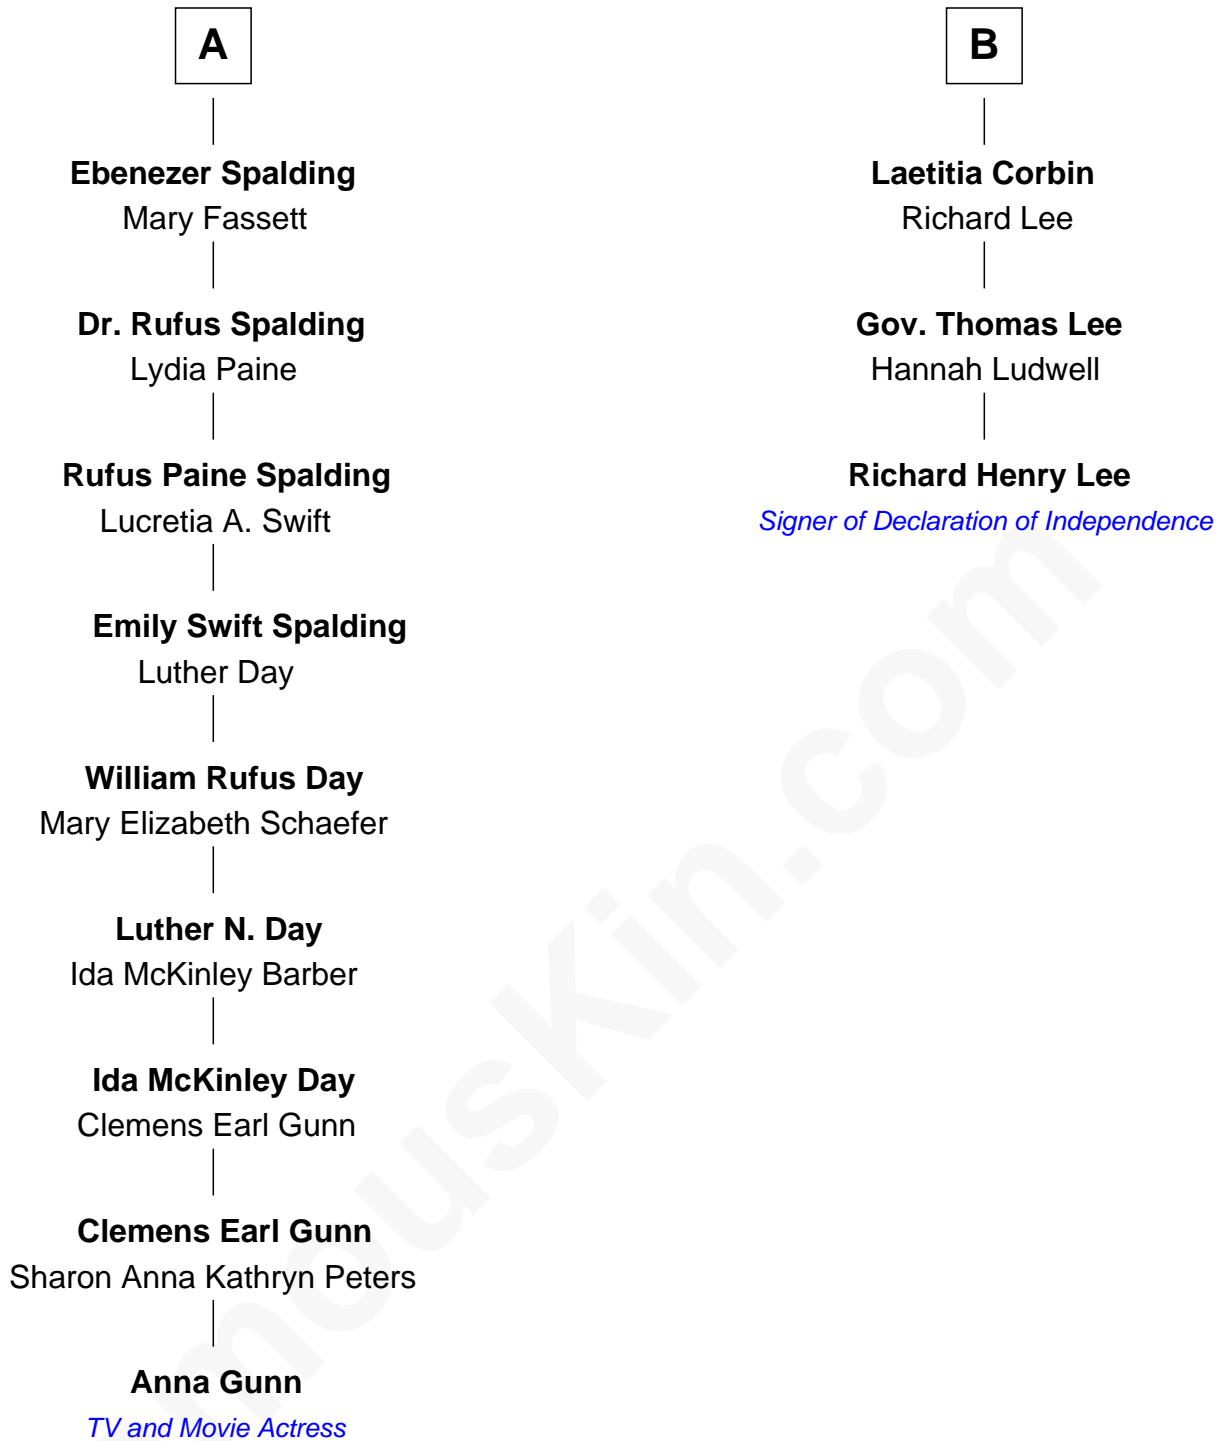 A
Ebenezer Spalding
Mary Fassett
Dr. Rufus Spalding
Lydia Paine
Rufus Paine Spalding
Lucretia A. Swift
Emily Swift Spalding
Luther Day
William Rufus Day
Mary Elizabeth Schaefer
Luther N. Day
Ida McKinley Barber
Ida McKinley Day
Clemens Earl Gunn
Clemens Earl Gunn
Sharon Anna Kathryn Peters
Anna Gunn
TV and Movie Actress
B
Laetitia Corbin
Richard Lee
Gov. Thomas Lee
Hannah Ludwell
Richard Henry Lee
Signer of Declaration of Independence
mouskin.com